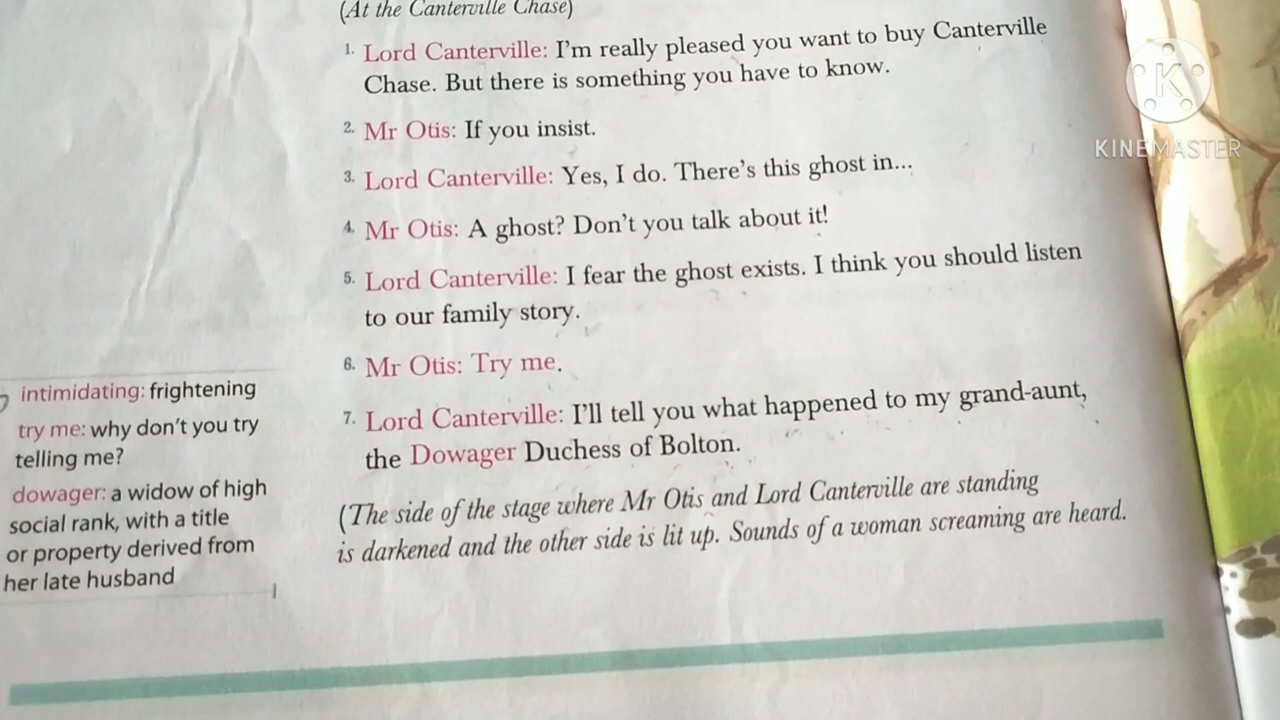 (At the Canterville Chase)
1. Lord Canterville: I'm really pleased you want to buy Canterville
Chase. But there is something you have to know.
2. Mr Otis: If you insist.
3. Lord Canterville: Yes, I do. There's this ghost in...
4. Mr Otis: A ghost? Don't you talk about it!
5. Lord Canterville: I fear the ghost exists. I think you should listen
to our family story.
6. Mr Otis: Try me.
7. Lord Canterville: I'll tell you what happened to my grand-aunt,
the Dowager Duchess of Bolton.
(The side of the stage where Mr Otis and Lord Canterville are standing
is darkened and the other side is lit up. Sounds of a woman screaming are heard.
intimidating: frightening
try me: why don't you try
telling me?
dowager: a widow of high
social rank, with a title
or property derived from
her late husband
K
KINEMASTER